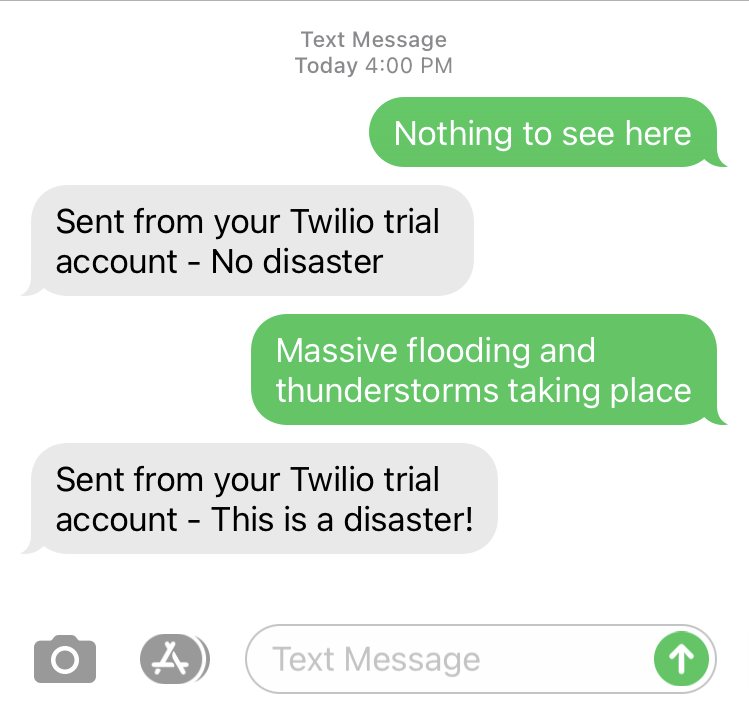 Text Message
Today 4:00 PM
Nothing to see here
Sent from your Twilio trial
account - No disaster
Massive flooding and
thunderstorms taking place
Sent from your Twilio trial
account - This is a disaster!
Text Message